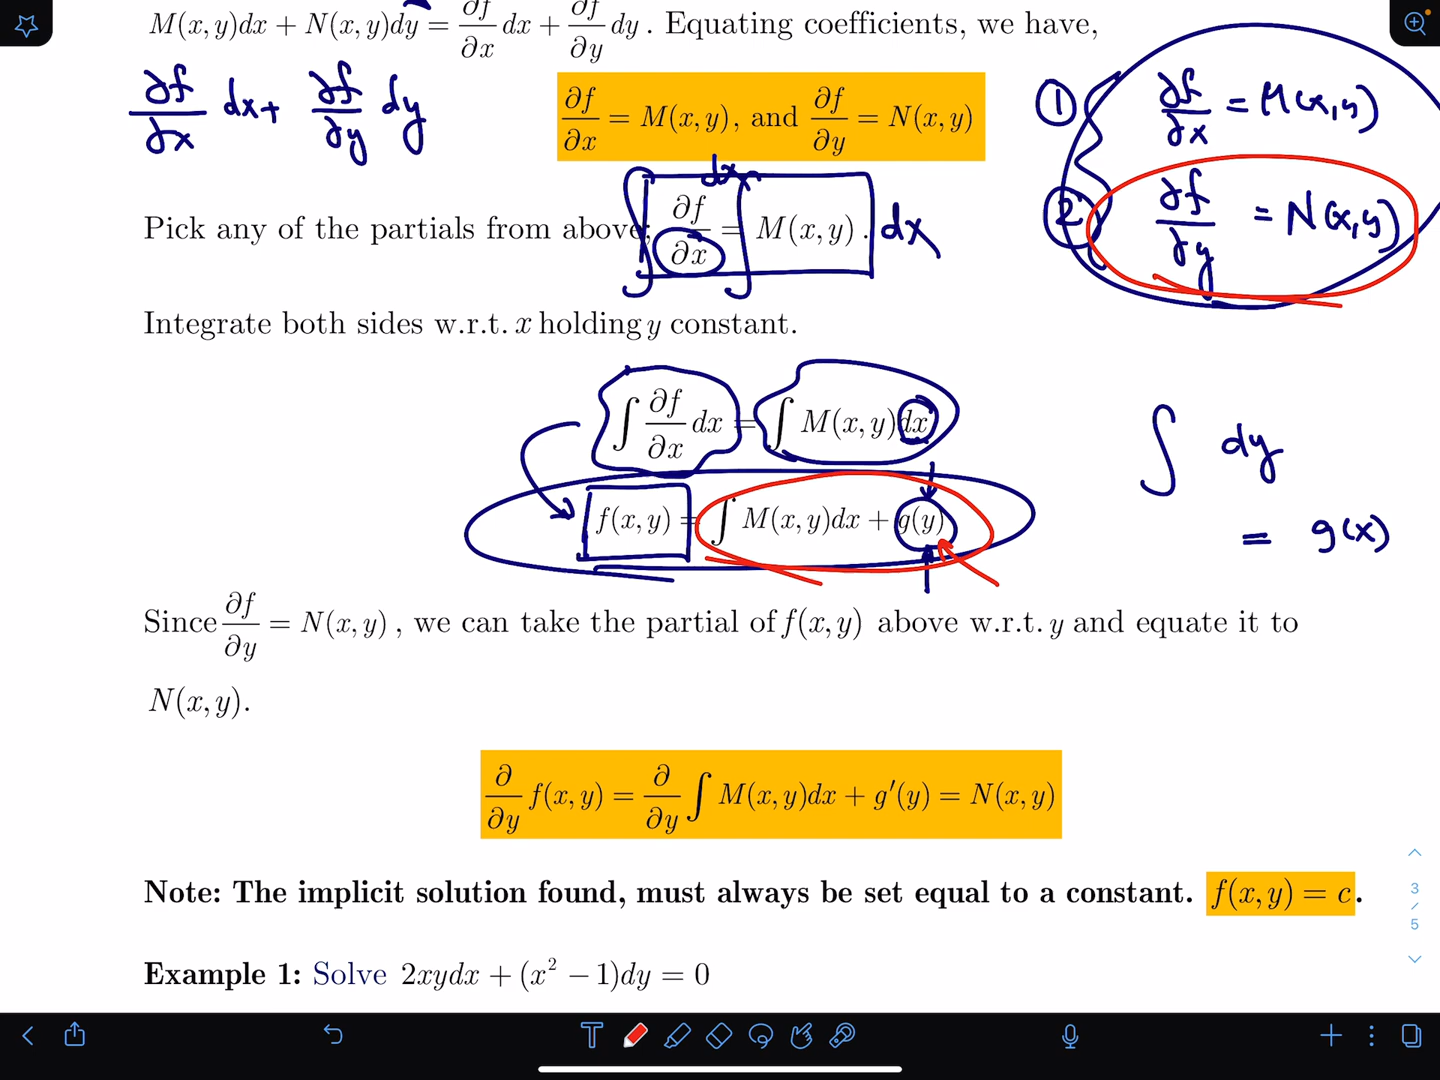 M(x, y)dx + N(x, y)dy = ∂f/∂x dx + ∂f/∂y dy . Equating coefficients, we have,
∂f/∂x dx + ∂f/∂y dy
∂f/∂x = M(x, y), and ∂f/∂y = N(x, y)
① ∂f/∂x = M(x,y)
② ∂f/∂y = N(x,y)
dx
Pick any of the partials from above; ∫ ∂f/∂x = ∫ M(x, y) . dx
Integrate both sides w.r.t. x holding y constant.
∫ ∂f/∂x dx = ∫ M(x, y)dx
∫ dy
f(x, y) = ∫ M(x, y)dx + g(y)
= g(x)
Since ∂f/∂y = N(x, y) , we can take the partial of f(x, y) above w.r.t. y and equate it to
N(x, y).
∂/∂y f(x, y) = ∂/∂y ∫ M(x, y)dx + g′(y) = N(x, y)
Note: The implicit solution found, must always be set equal to a constant. f(x, y) = c.
3
/
5
Example 1: Solve 2xydx + (x² − 1)dy = 0
T